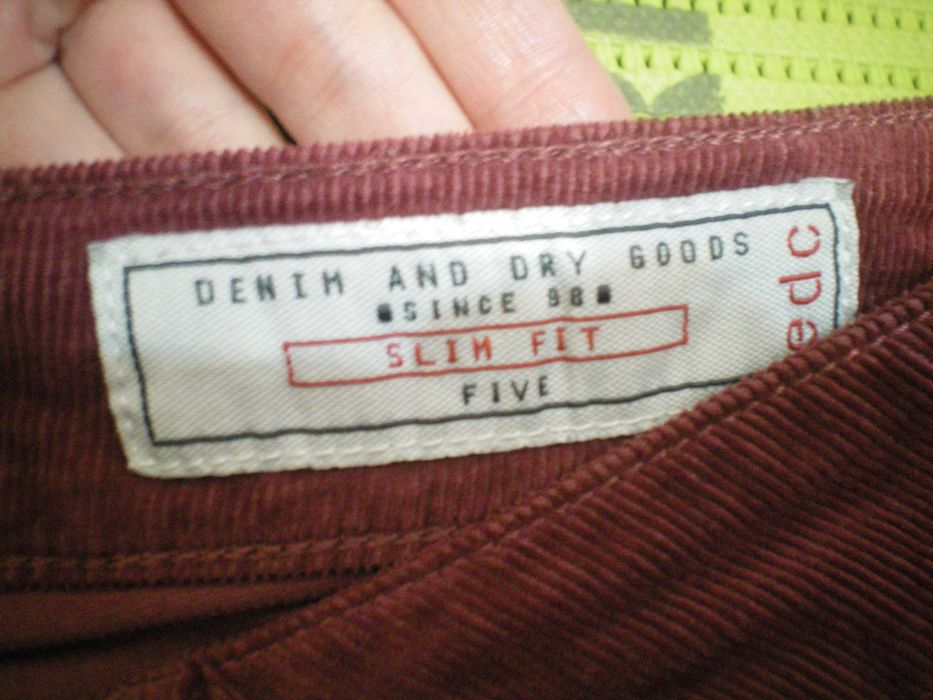 DENIM AND DRY GOODS
SINCE 98
SLIM FIT
FIVE
edc